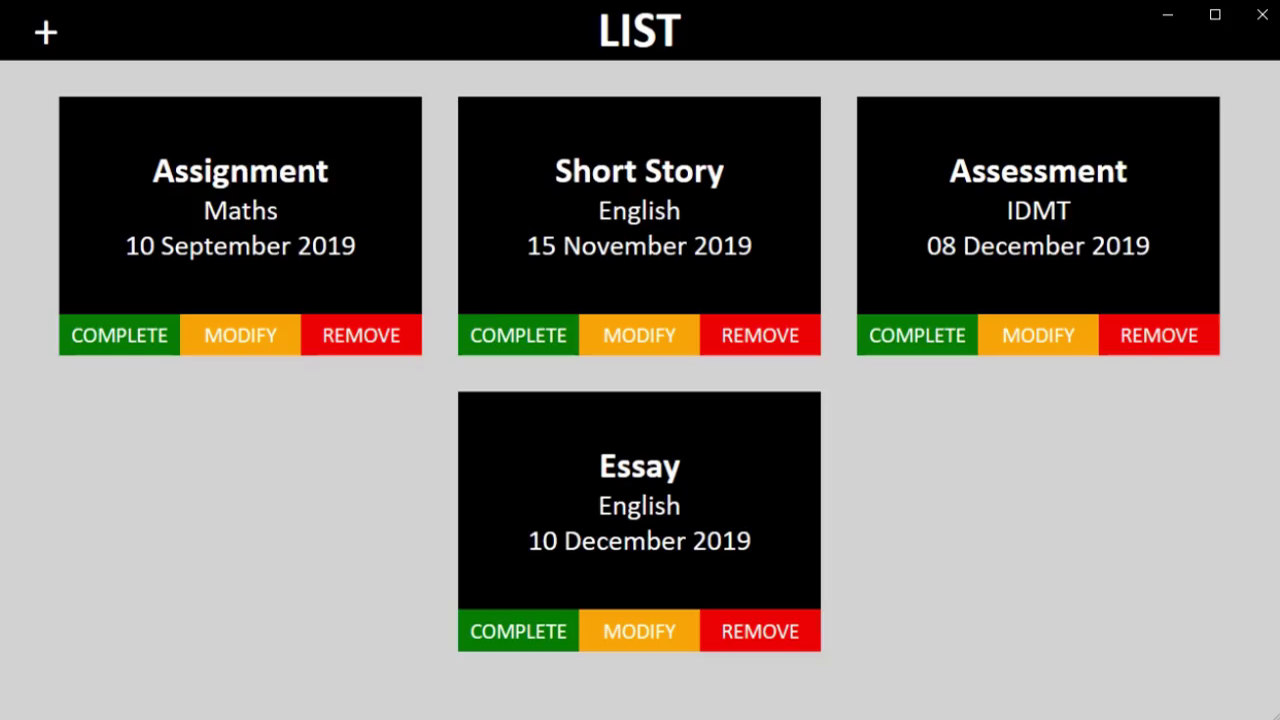 +
LIST
Assignment
Maths
10 September 2019
COMPLETE MODIFY REMOVE
Short Story
English
15 November 2019
COMPLETE MODIFY REMOVE
Assessment
IDMT
08 December 2019
COMPLETE MODIFY REMOVE
Essay
English
10 December 2019
COMPLETE MODIFY REMOVE